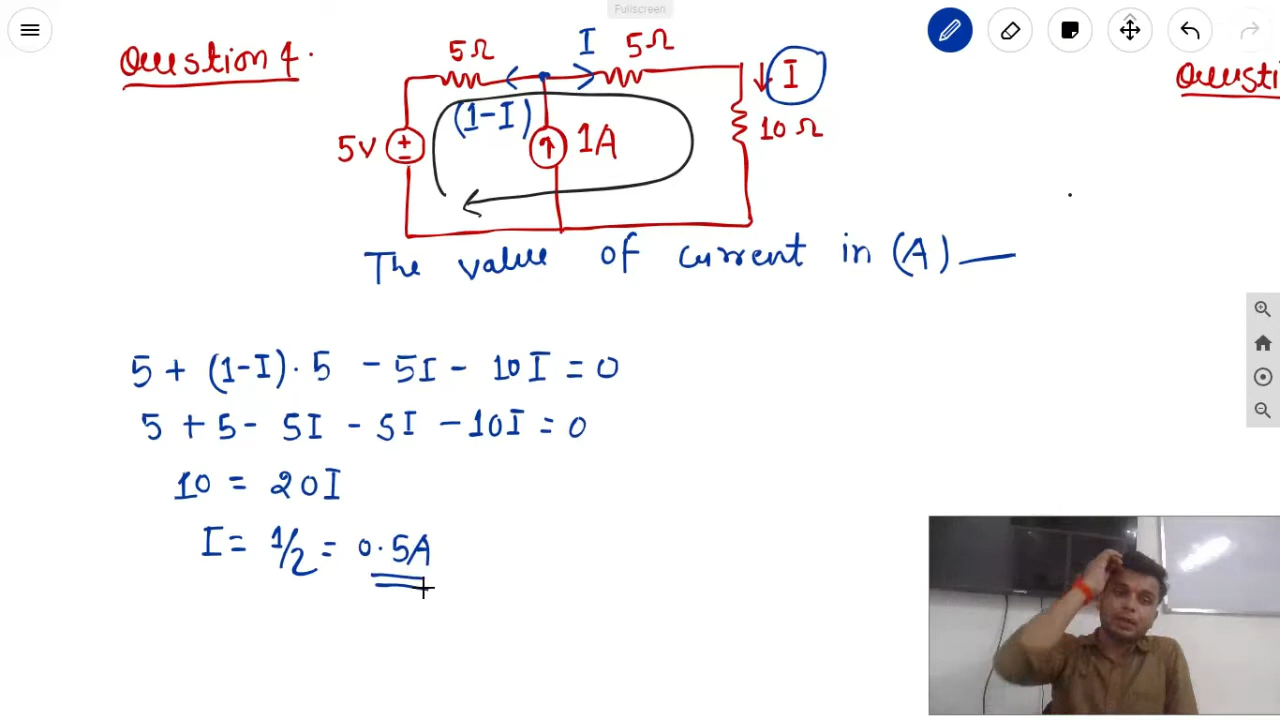 Fullscreen
Question 4.
5Ω
I
5Ω
I
Questi
(1-I)
5V
1A
10Ω
The value of current in (A) __
5 + (1-I)·5 - 5I - 10I = 0
5 + 5 - 5I - 5I - 10I = 0
10 = 20I
I = 1/2 = 0.5A